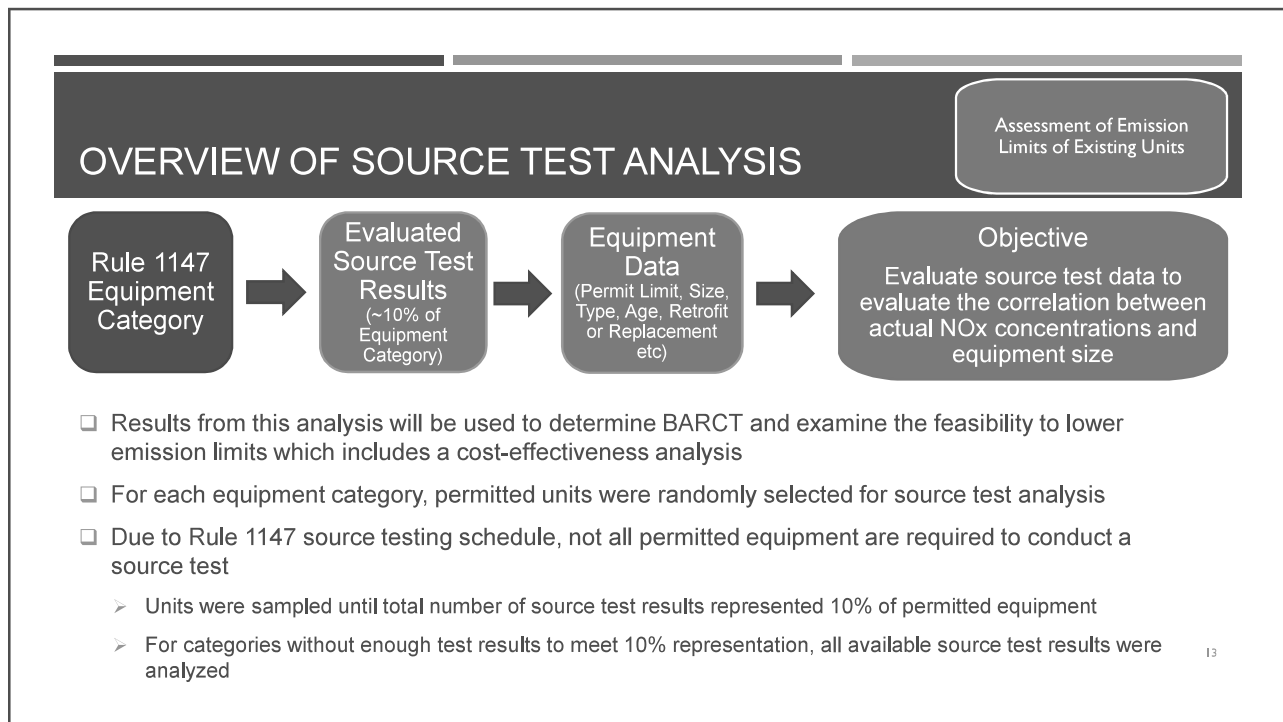 Assessment of Emission
Limits of Existing Units
OVERVIEW OF SOURCE TEST ANALYSIS
Rule 1147
Equipment
Category
Evaluated
Source Test
Results
(~10% of
Equipment
Category)
Equipment
Data
(Permit Limit, Size,
Type, Age, Retrofit
or Replacement
etc)
Objective
Evaluate source test data to
evaluate the correlation between
actual NOx concentrations and
equipment size
Results from this analysis will be used to determine BARCT and examine the feasibility to lower
emission limits which includes a cost-effectiveness analysis
For each equipment category, permitted units were randomly selected for source test analysis
Due to Rule 1147 source testing schedule, not all permitted equipment are required to conduct a
source test
Units were sampled until total number of source test results represented 10% of permitted equipment
For categories without enough test results to meet 10% representation, all available source test results were
analyzed
13